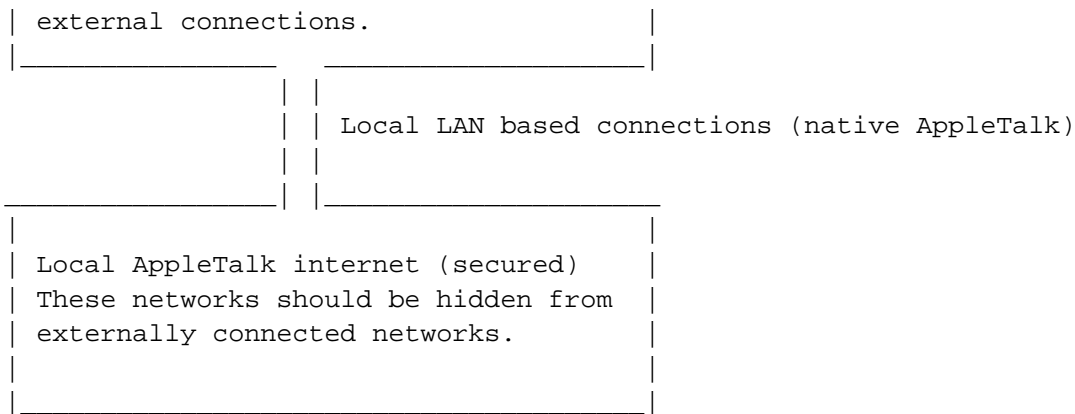 external connections.
Local LAN based connections (native AppleTalk)
Local AppleTalk internet (secured)
These networks should be hidden from
externally connected networks.